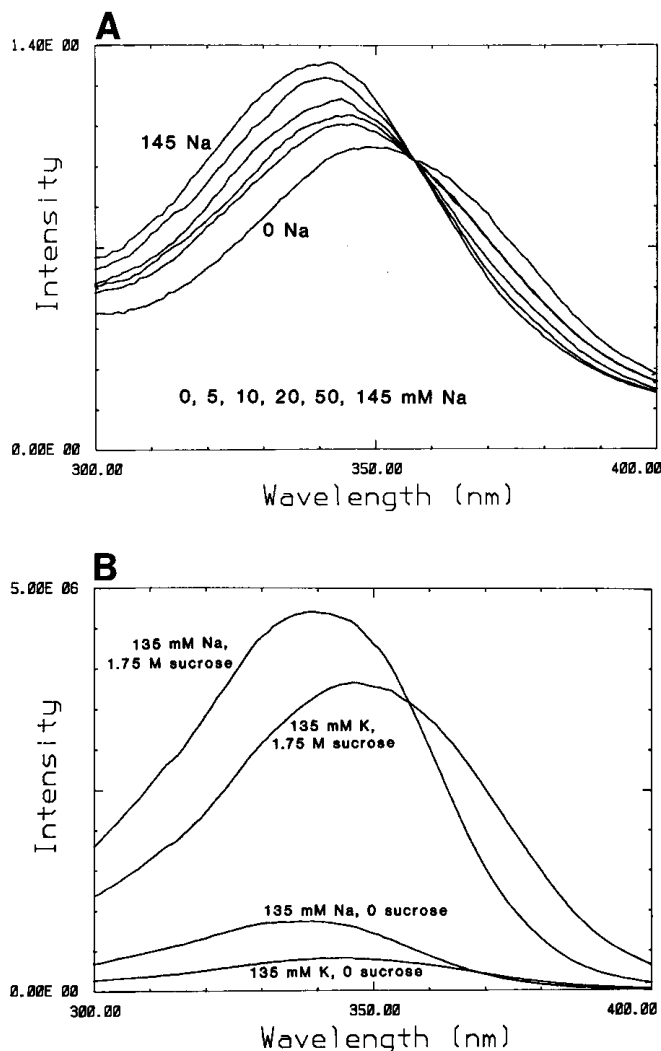 A
1.40E 00
145 Na
0 Na
Intensity
0, 5, 10, 20, 50, 145 mM Na
0.00E 00
300.00
350.00
400.00
Wavelength (nm)
B
5.00E 06
135 mM Na,
1.75 M sucrose
135 mM K,
1.75 M sucrose
Intensity
135 mM Na, 0 sucrose
135 mM K, 0 sucrose
0.00E 00
300.00
350.00
400.00
Wavelength (nm)